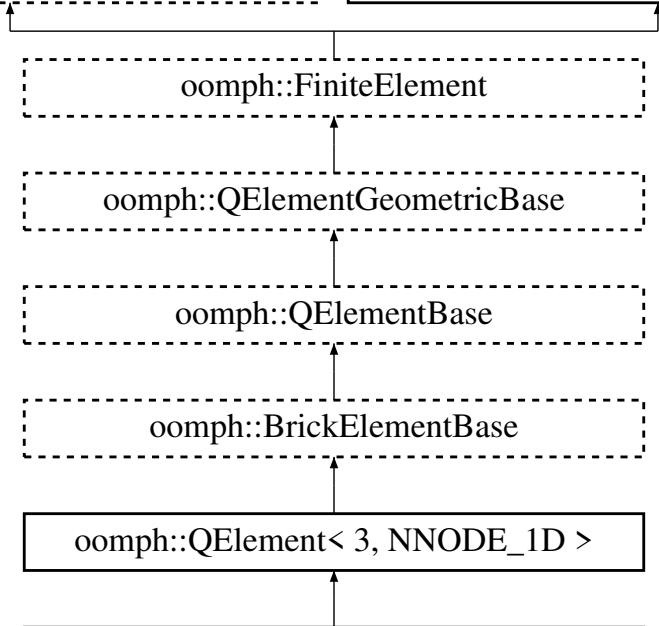 oomph::FiniteElement
oomph::QElementGeometricBase
oomph::QElementBase
oomph::BrickElementBase
oomph::QElement< 3, NNODE_1D >